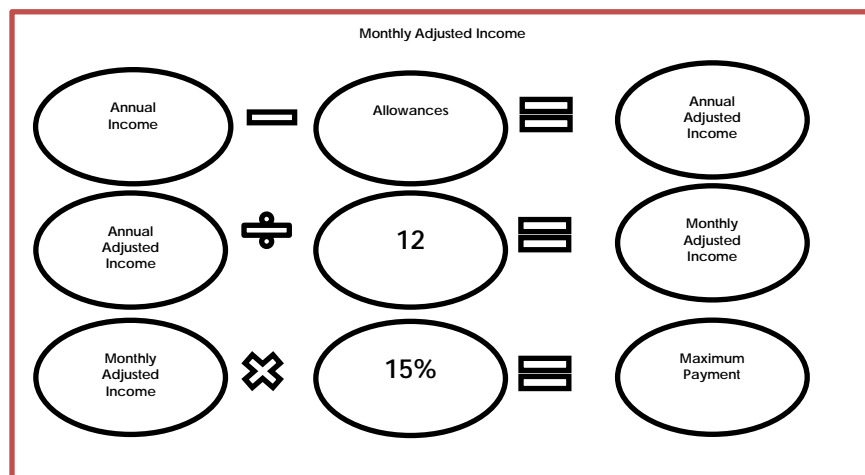 Monthly Adjusted Income
Annual
Income
Allowances
Annual
Adjusted
Income
Annual
Adjusted
Income
12
Monthly
Adjusted
Income
Monthly
Adjusted
Income
15%
Maximum
Payment